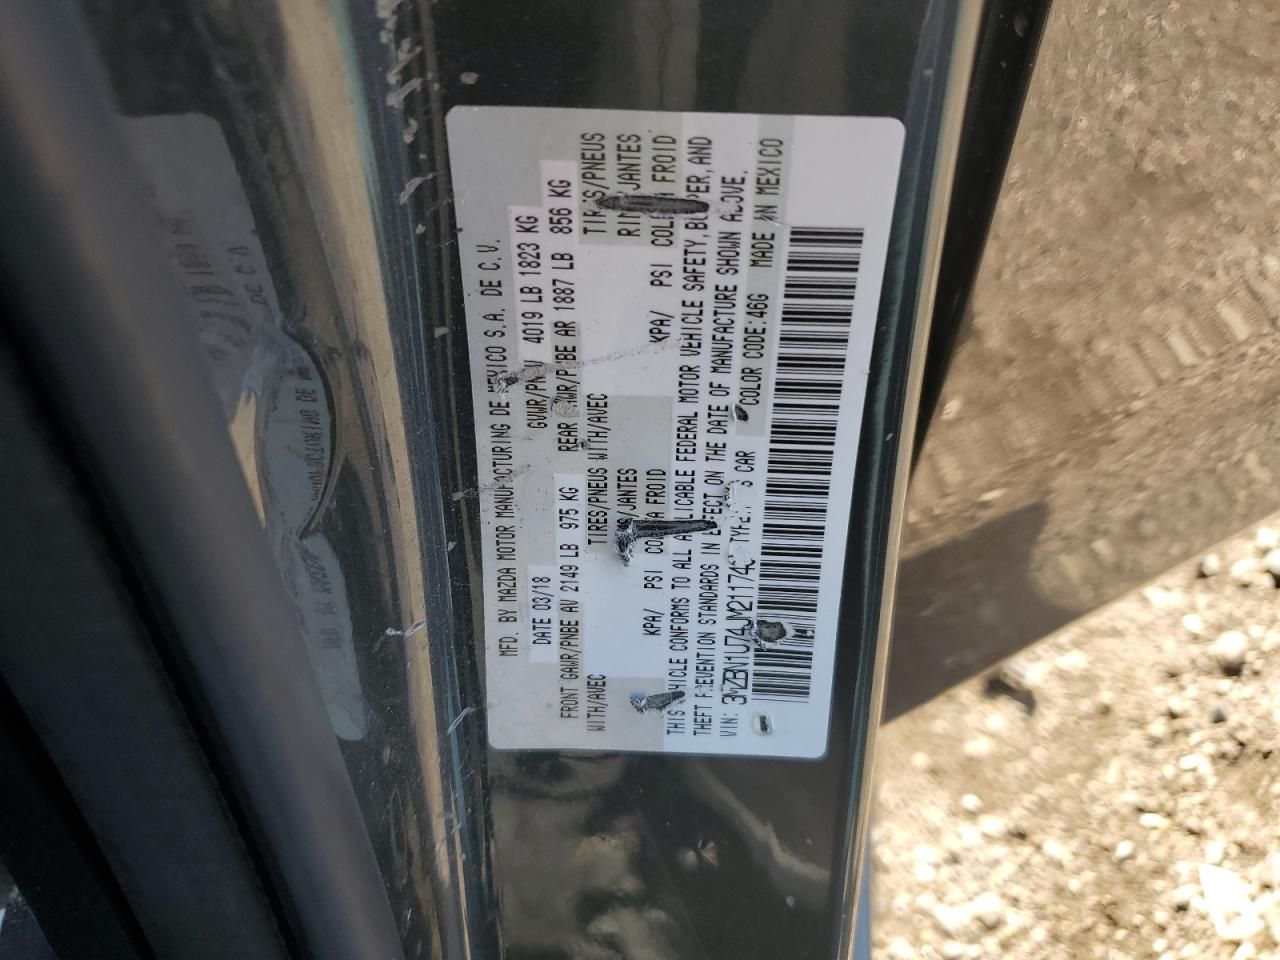 MFD. BY MAZDA MOTOR MANUFACTURING DE MEXICO S.A. DE C.V.
DATE 03/18 GVWR/PNBV 4019 LB 1823 KG
FRONT GAWR/PNBE AV 2149 LB 975 KG REAR GAWR/PNBE AR 1887 LB 856 KG
WITH/AVEC TIRES/PNEUS WITH/AVEC TIRES/PNEUS
RIMS/JANTES RIMS/JANTES
KPA/ PSI COLD/A FROID KPA/ PSI COLD/A FROID
THIS VEHICLE CONFORMS TO ALL APPLICABLE FEDERAL MOTOR VEHICLE SAFETY, BUMPER, AND
THEFT PREVENTION STANDARDS IN EFFECT ON THE DATE OF MANUFACTURE SHOWN ABOVE.
VIN: 3MZBN1U74JM21174 TYPE: CAR COLOR CODE:46G MADE IN MEXICO